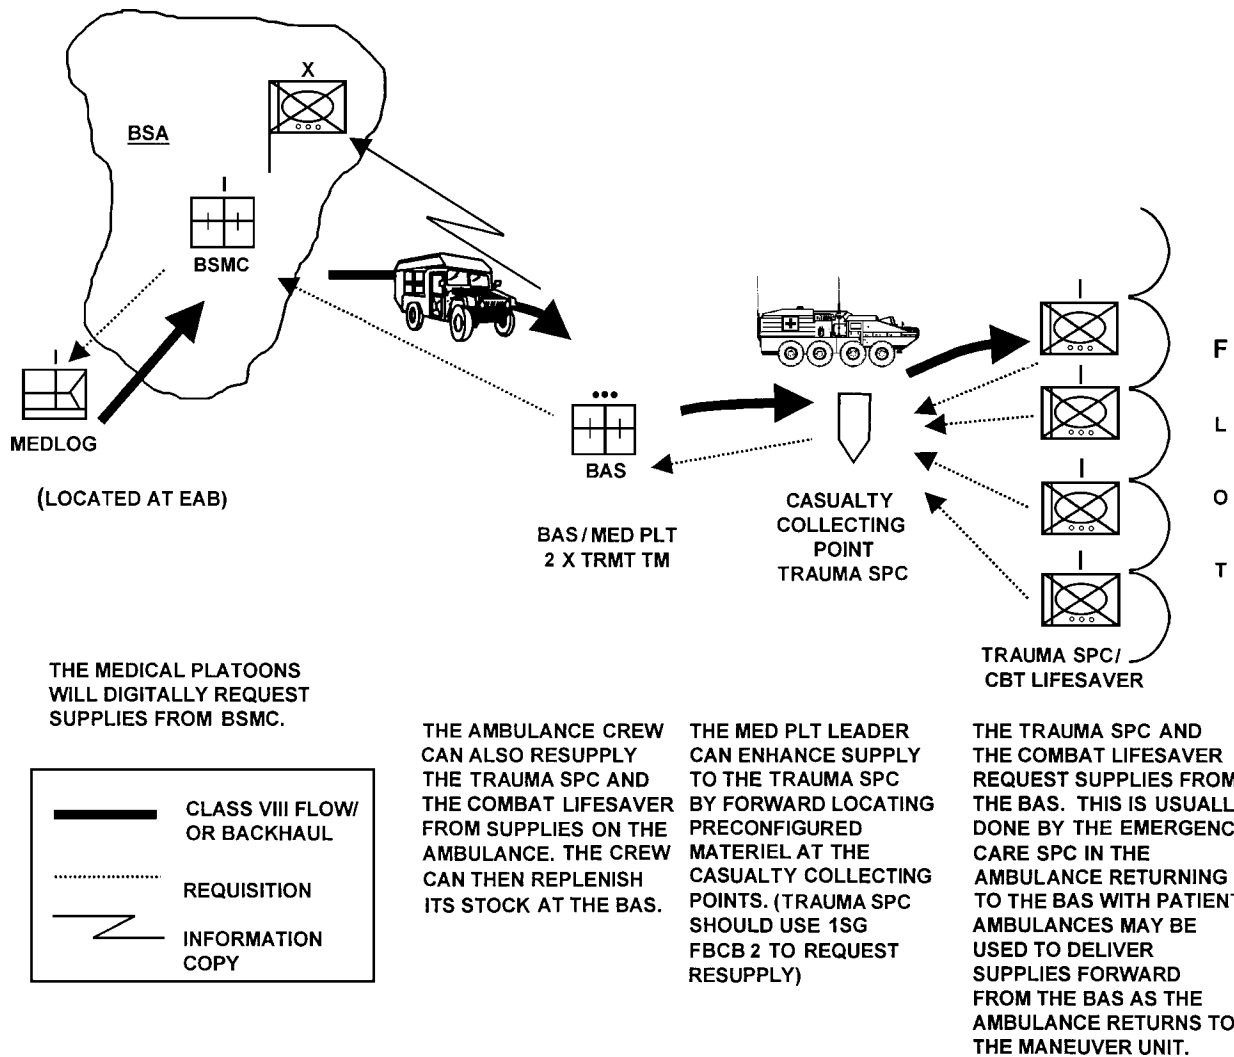 X
BSA
I
BSMC
I
MEDLOG
(LOCATED AT EAB)
BAS
BAS / MED PLT
2 X TRMT TM
CASUALTY
COLLECTING
POINT
TRAUMA SPC
I
I
I
I
F
L
O
T
TRAUMA SPC/
CBT LIFESAVER
THE MEDICAL PLATOONS
WILL DIGITALLY REQUEST
SUPPLIES FROM BSMC.
CLASS VIII FLOW/
OR BACKHAUL
REQUISITION
INFORMATION
COPY
THE AMBULANCE CREW
CAN ALSO RESUPPLY
THE TRAUMA SPC AND
THE COMBAT LIFESAVER
FROM SUPPLIES ON THE
AMBULANCE. THE CREW
CAN THEN REPLENISH
ITS STOCK AT THE BAS.
THE MED PLT LEADER
CAN ENHANCE SUPPLY
TO THE TRAUMA SPC
BY FORWARD LOCATING
PRECONFIGURED
MATERIEL AT THE
CASUALTY COLLECTING
POINTS. (TRAUMA SPC
SHOULD USE 1SG
FBCB 2 TO REQUEST
RESUPPLY)
THE TRAUMA SPC AND
THE COMBAT LIFESAVER
REQUEST SUPPLIES FROM
THE BAS. THIS IS USUALL
DONE BY THE EMERGENC
CARE SPC IN THE
AMBULANCE RETURNING
TO THE BAS WITH PATIENT
AMBULANCES MAY BE
USED TO DELIVER
SUPPLIES FORWARD
FROM THE BAS AS THE
AMBULANCE RETURNS TO
THE MANEUVER UNIT.